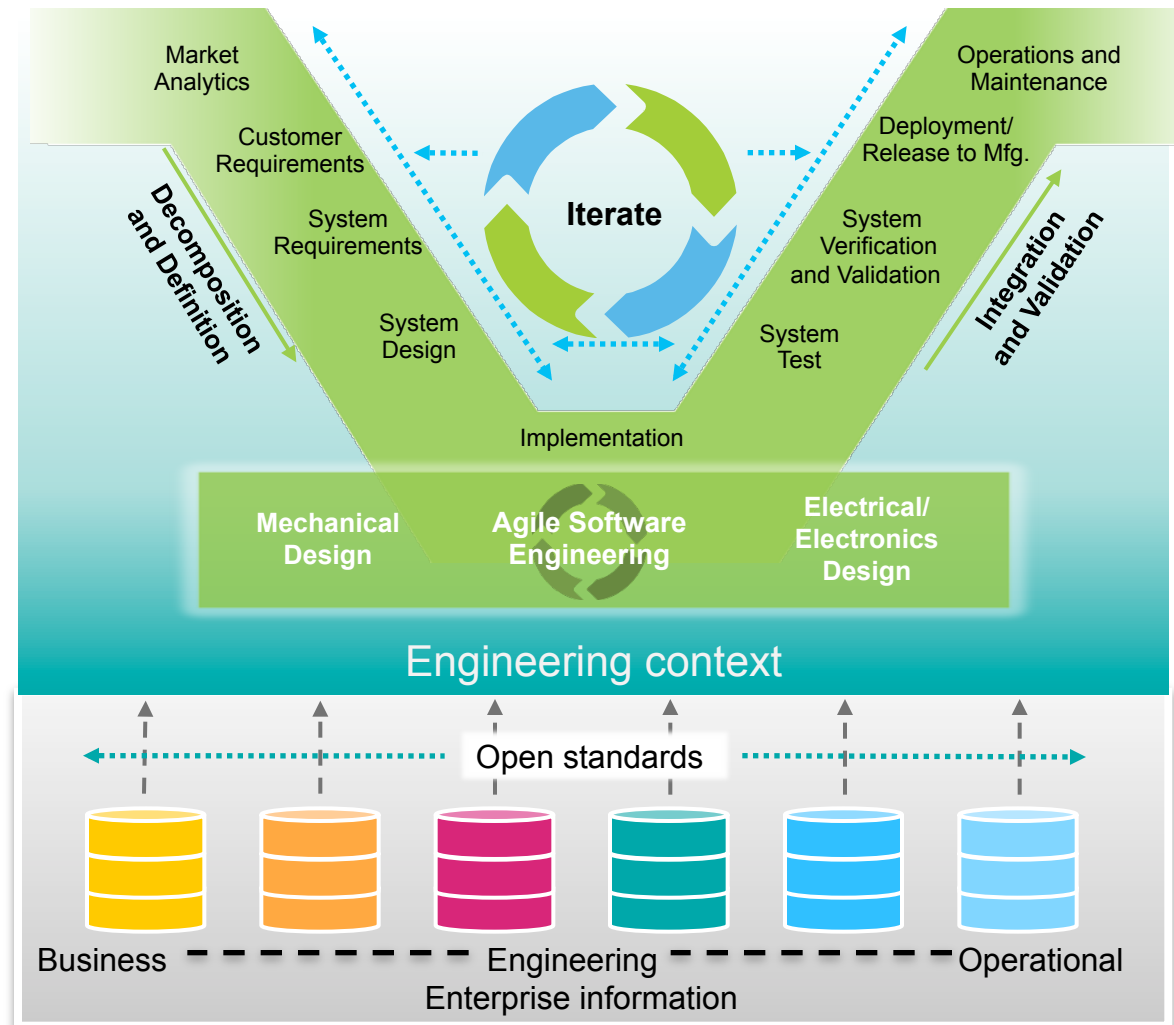 Market
Analytics
Operations and
Maintenance
Customer
Requirements
Deployment/
Release to Mfg.
Decomposition
and Definition
Iterate
System
Requirements
System
Verification
and Validation
Integration
and Validation
System
Design
System
Test
Implementation
Mechanical
Design
Agile Software
Engineering
Electrical/
Electronics
Design
Engineering context
Open standards
Business
Engineering
Operational
Enterprise information